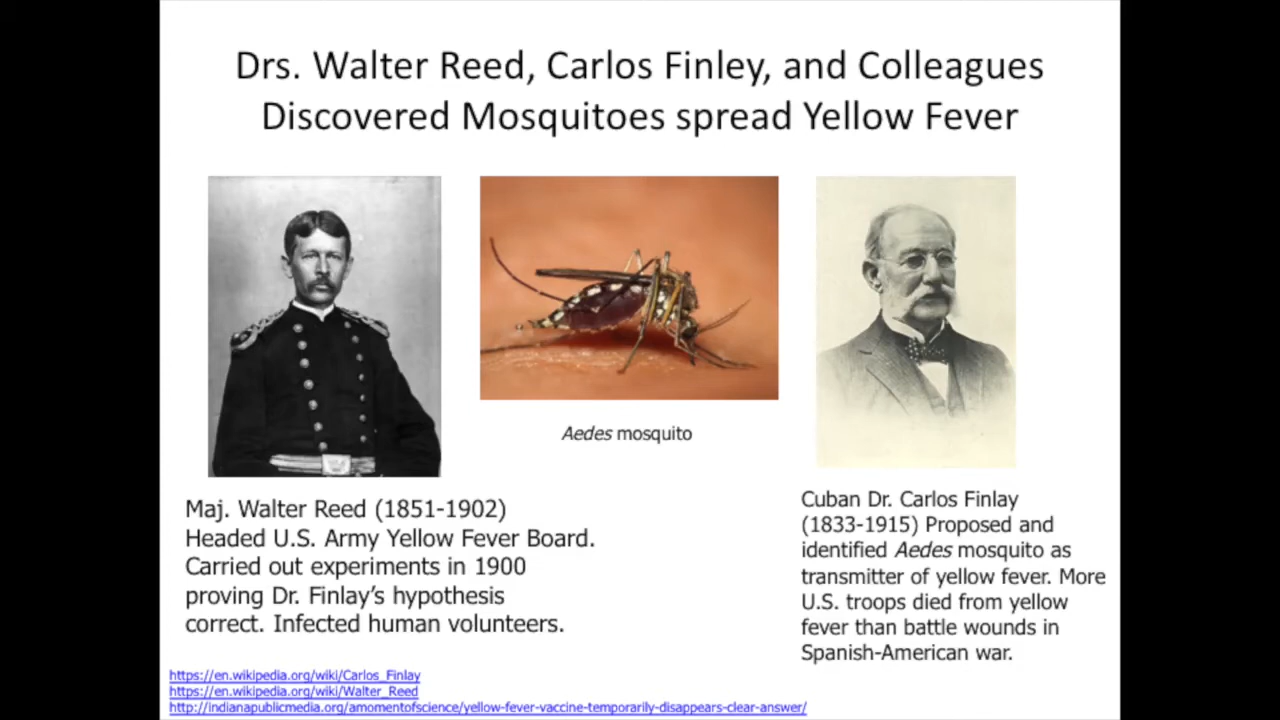 Drs. Walter Reed, Carlos Finley, and Colleagues
Discovered Mosquitoes spread Yellow Fever
Aedes mosquito
Maj. Walter Reed (1851-1902)
Headed U.S. Army Yellow Fever Board.
Carried out experiments in 1900
proving Dr. Finlay’s hypothesis
correct. Infected human volunteers.
Cuban Dr. Carlos Finlay
(1833-1915) Proposed and
identified Aedes mosquito as
transmitter of yellow fever. More
U.S. troops died from yellow
fever than battle wounds in
Spanish-American war.
https://en.wikipedia.org/wiki/Carlos_Finlay
https://en.wikipedia.org/wiki/Walter_Reed
http://indianapublicmedia.org/amomentofscience/yellow-fever-vaccine-temporarily-disappears-clear-answer/